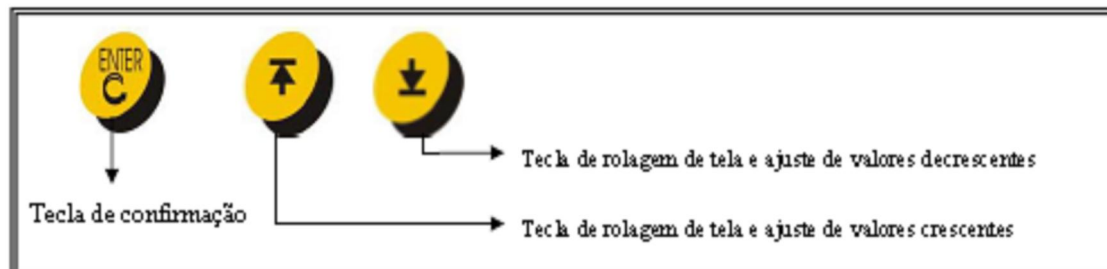 ENTER
Tecla de rolagem de tela e ajuste de valores decrescentes
Tecla de confirmação
Tecla de rolagem de tela e ajuste de valores crescentes